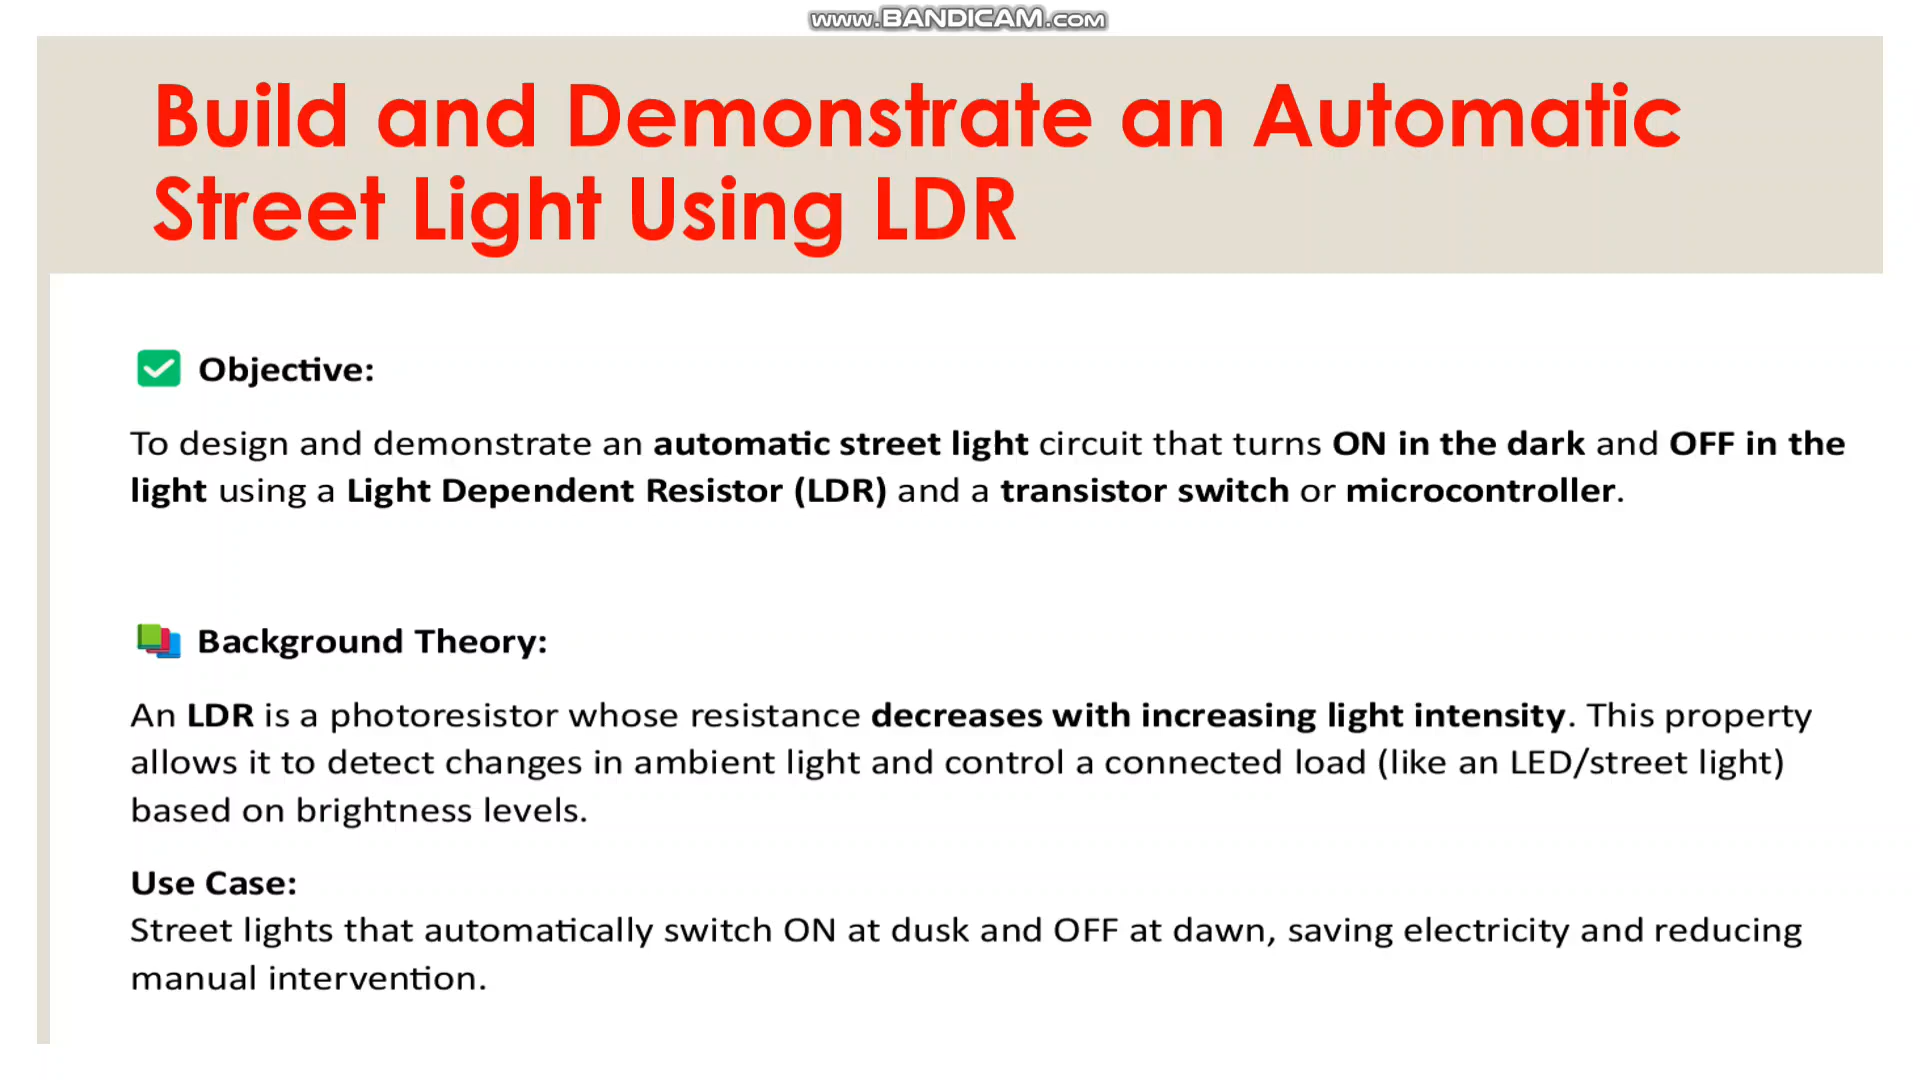 www.BANDICAM.com
Build and Demonstrate an Automatic
Street Light Using LDR
Objective:
To design and demonstrate an automatic street light circuit that turns ON in the dark and OFF in the
light using a Light Dependent Resistor (LDR) and a transistor switch or microcontroller.
Background Theory:
An LDR is a photoresistor whose resistance decreases with increasing light intensity. This property
allows it to detect changes in ambient light and control a connected load (like an LED/street light)
based on brightness levels.
Use Case:
Street lights that automatically switch ON at dusk and OFF at dawn, saving electricity and reducing
manual intervention.